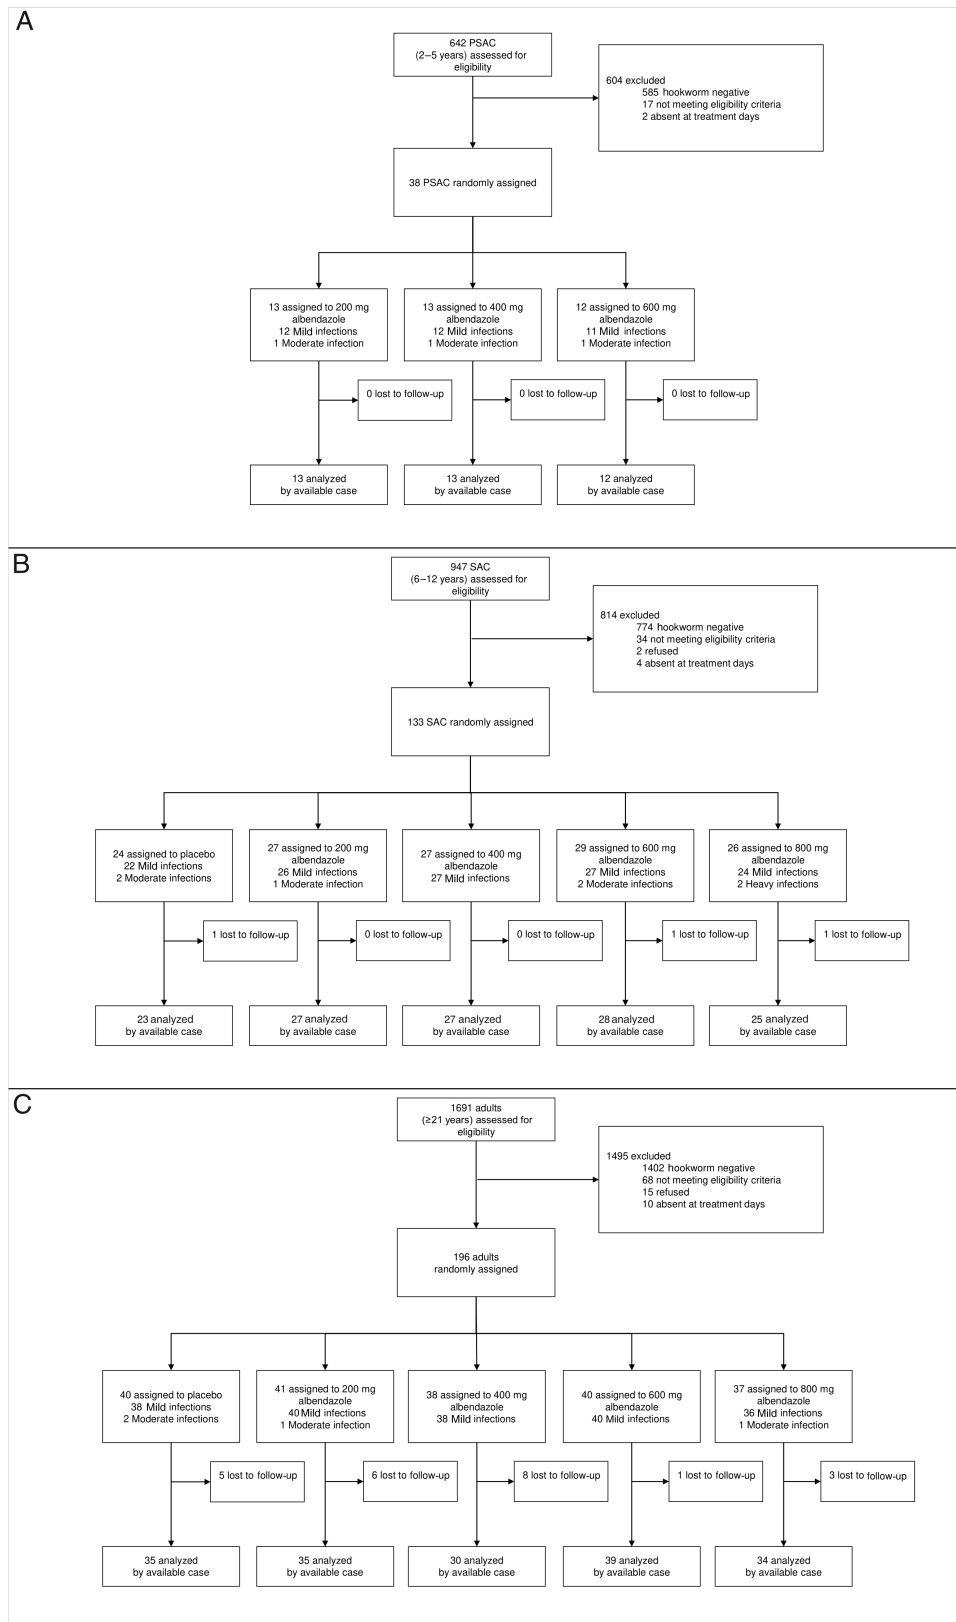 A
642 PSAC
(2–5 years) assessed for
eligibility
604 excluded
585 hookworm negative
17 not meeting eligibility criteria
2 absent at treatment days
38 PSAC randomly assigned
13 assigned to 200 mg
albendazole
12 Mild infections
1 Moderate infection
13 assigned to 400 mg
albendazole
12 Mild infections
1 Moderate infection
12 assigned to 600 mg
albendazole
11 Mild infections
1 Moderate infection
0 lost to follow-up
0 lost to follow-up
0 lost to follow-up
13 analyzed
by available case
13 analyzed
by available case
12 analyzed
by available case
B
947 SAC
(6–12 years) assessed for
eligibility
814 excluded
774 hookworm negative
34 not meeting eligibility criteria
2 refused
4 absent at treatment days
133 SAC randomly assigned
24 assigned to placebo
22 Mild infections
2 Moderate infections
27 assigned to 200 mg
albendazole
26 Mild infections
1 Moderate infection
27 assigned to 400 mg
albendazole
27 Mild infections
29 assigned to 600 mg
albendazole
27 Mild infections
2 Moderate infections
26 assigned to 800 mg
albendazole
24 Mild infections
2 Heavy infections
1 lost to follow-up
0 lost to follow-up
0 lost to follow-up
1 lost to follow-up
1 lost to follow-up
23 analyzed
by available case
27 analyzed
by available case
27 analyzed
by available case
28 analyzed
by available case
25 analyzed
by available case
C
1691 adults
(≥21 years) assessed for
eligibility
1495 excluded
1402 hookworm negative
68 not meeting eligibility criteria
15 refused
10 absent at treatment days
196 adults
randomly assigned
40 assigned to placebo
38 Mild infections
2 Moderate infections
41 assigned to 200 mg
albendazole
40 Mild infections
1 Moderate infection
38 assigned to 400 mg
albendazole
38 Mild infections
40 assigned to 600 mg
albendazole
40 Mild infections
37 assigned to 800 mg
albendazole
36 Mild infections
1 Moderate infection
5 lost to follow-up
6 lost to follow-up
8 lost to follow-up
1 lost to follow-up
3 lost to follow-up
35 analyzed
by available case
35 analyzed
by available case
30 analyzed
by available case
39 analyzed
by available case
34 analyzed
by available case